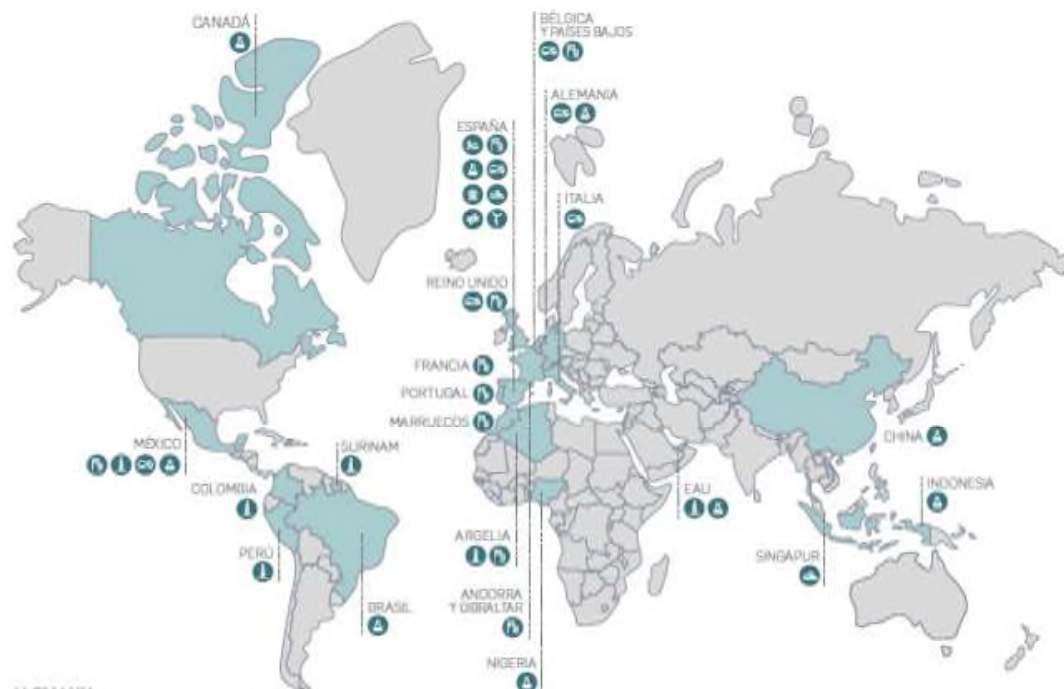 CANADÁ
BÉLGICA
Y PAÍSES BAJOS
ALEMANIA
ESPAÑA
ITALIA
REINO UNIDO
FRANCIA
PORTUGAL
MARRUECOS
MÉXICO
SURINAM
COLOMBIA
PERÚ
BRASIL
ARGELIA
ANDORRA
Y GIBRALTAR
NIGERIA
EAU
CHINA
INDONESIA
SINGAPUR